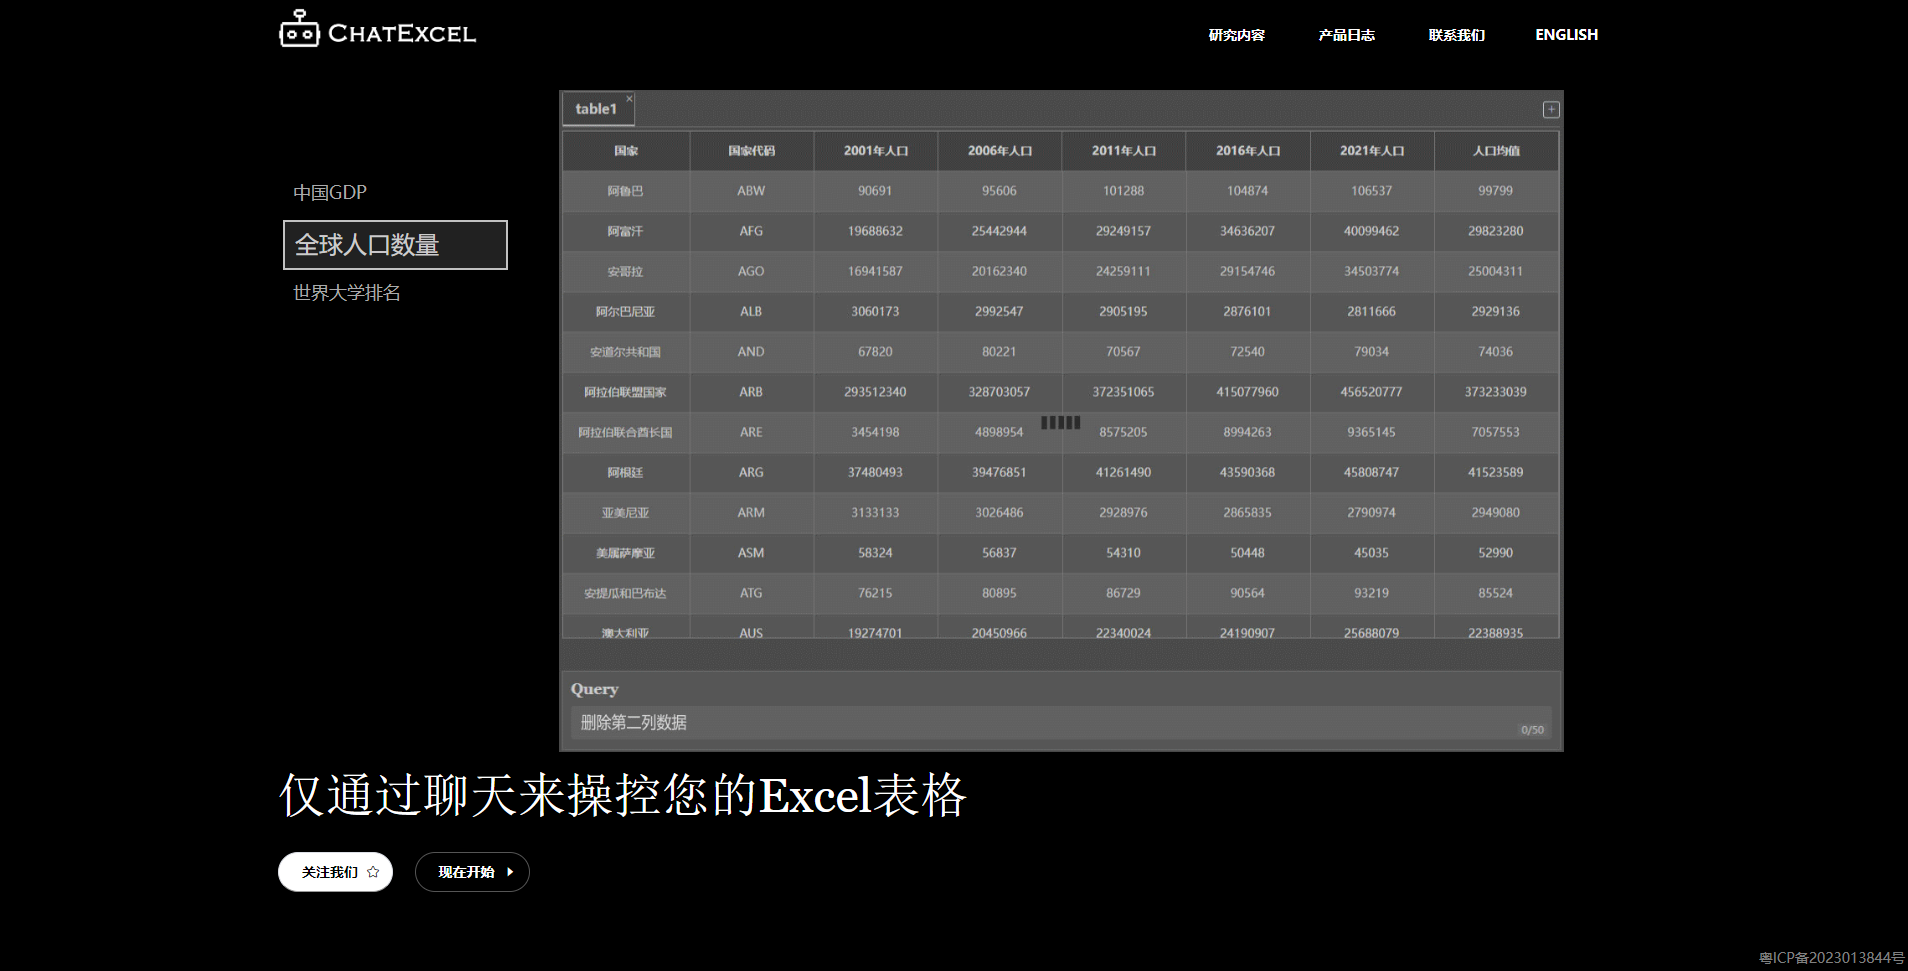 CHATEXCEL
研究内容 产品日志 联系我们 ENGLISH
中国GDP
全球人口数量
世界大学排名
table1 ×
国家 国家代码 2001年人口 2006年人口 2011年人口 2016年人口 2021年人口 人口均值
阿鲁巴 ABW 90691 95606 101288 104874 106537 99799
阿富汗 AFG 19688632 25442944 29249157 34636207 40099462 29823280
安哥拉 AGO 16941587 20162340 24259111 29154746 34503774 25004311
阿尔巴尼亚 ALB 3060173 2992547 2905195 2876101 2811666 2929136
安道尔共和国 AND 67820 80221 70567 72540 79034 74036
阿拉伯联盟国家 ARB 293512340 328703057 372351065 415077960 456520777 373233039
阿拉伯联合酋长国 ARE 3454198 4898954 8575205 8994263 9365145 7057553
阿根廷 ARG 37480493 39476851 41261490 43590368 45808747 41523589
亚美尼亚 ARM 3133133 3026486 2928976 2865835 2790974 2949080
美属萨摩亚 ASM 58324 56837 54310 50448 45035 52990
安提瓜和巴布达 ATG 76215 80895 86729 90564 93219 85524
澳大利亚 AUS 19274701 20450966 22340024 24190907 25688079 22388935
Query
删除第二列数据
0/50
仅通过聊天来操控您的Excel表格
关注我们 现在开始
粤ICP备2023013844号